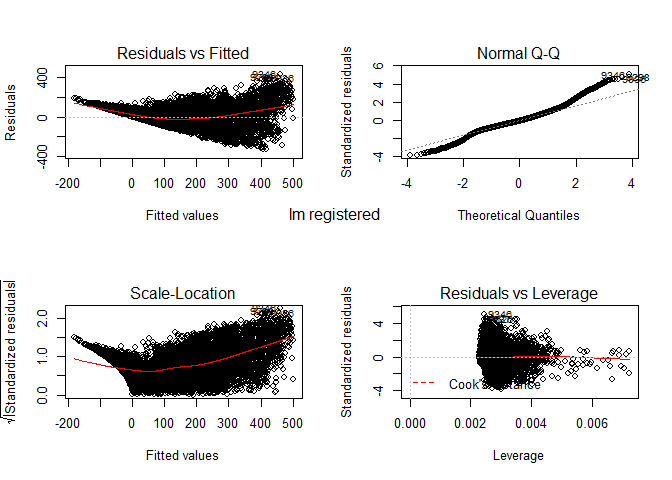 Residuals vs Fitted
Residuals
-400 0 400
-200 0 100 200 300 400 500
Fitted values
Normal Q-Q
Standardized residuals
-4 0 2 4 6
-4 -2 0 2 4
Theoretical Quantiles
lm registered
Scale-Location
√|Standardized residuals|
0.0 1.0 2.0
-200 0 100 200 300 400 500
Fitted values
Residuals vs Leverage
Standardized residuals
-4 0 4
9346
Cook's distance
0.000 0.002 0.004 0.006
Leverage